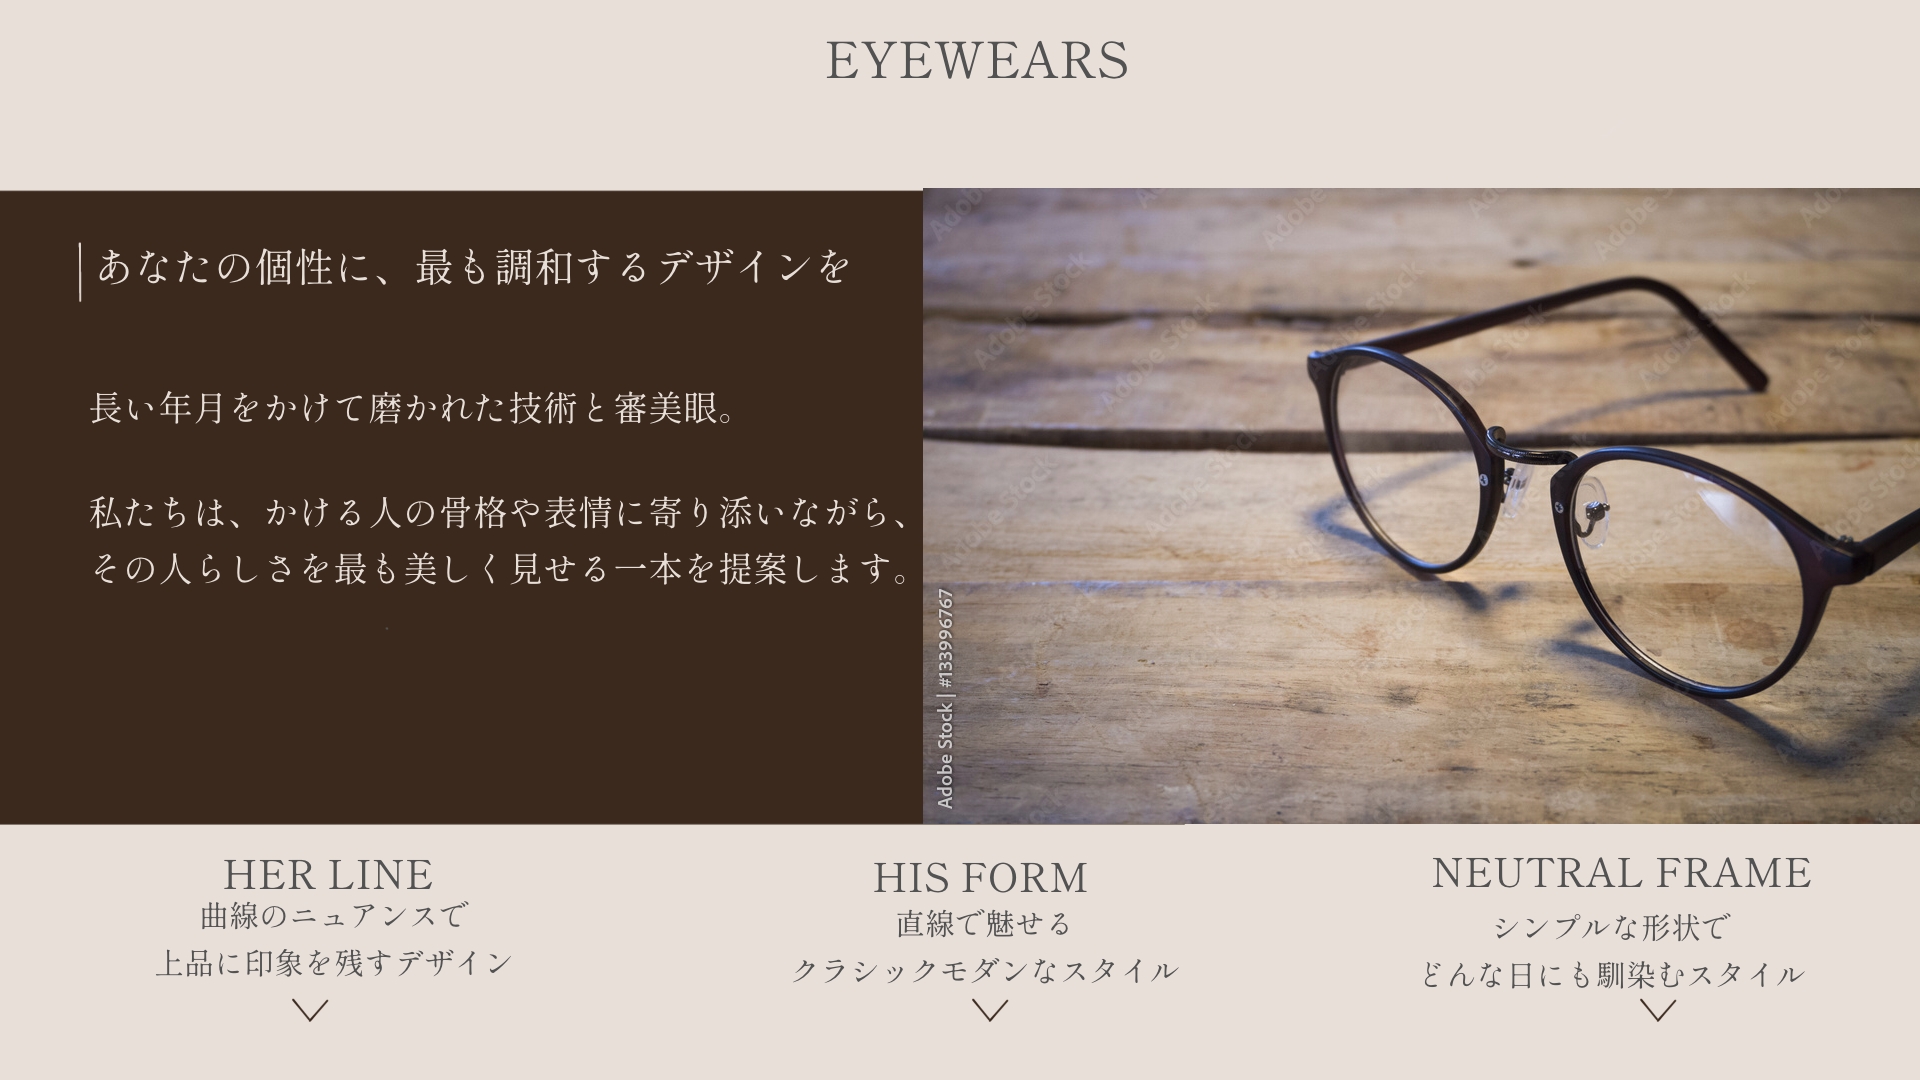 EYEWEARS
あなたの個性に、最も調和するデザインを
長い年月をかけて磨かれた技術と審美眼。
私たちは、かける人の骨格や表情に寄り添いながら、
その人らしさを最も美しく見せる一本を提案します。
Adobe Stock | #133996767
HER LINE
曲線のニュアンスで
上品に印象を残すデザイン
HIS FORM
直線で魅せる
クラシックモダンなスタイル
NEUTRAL FRAME
シンプルな形状で
どんな日にも馴染むスタイル